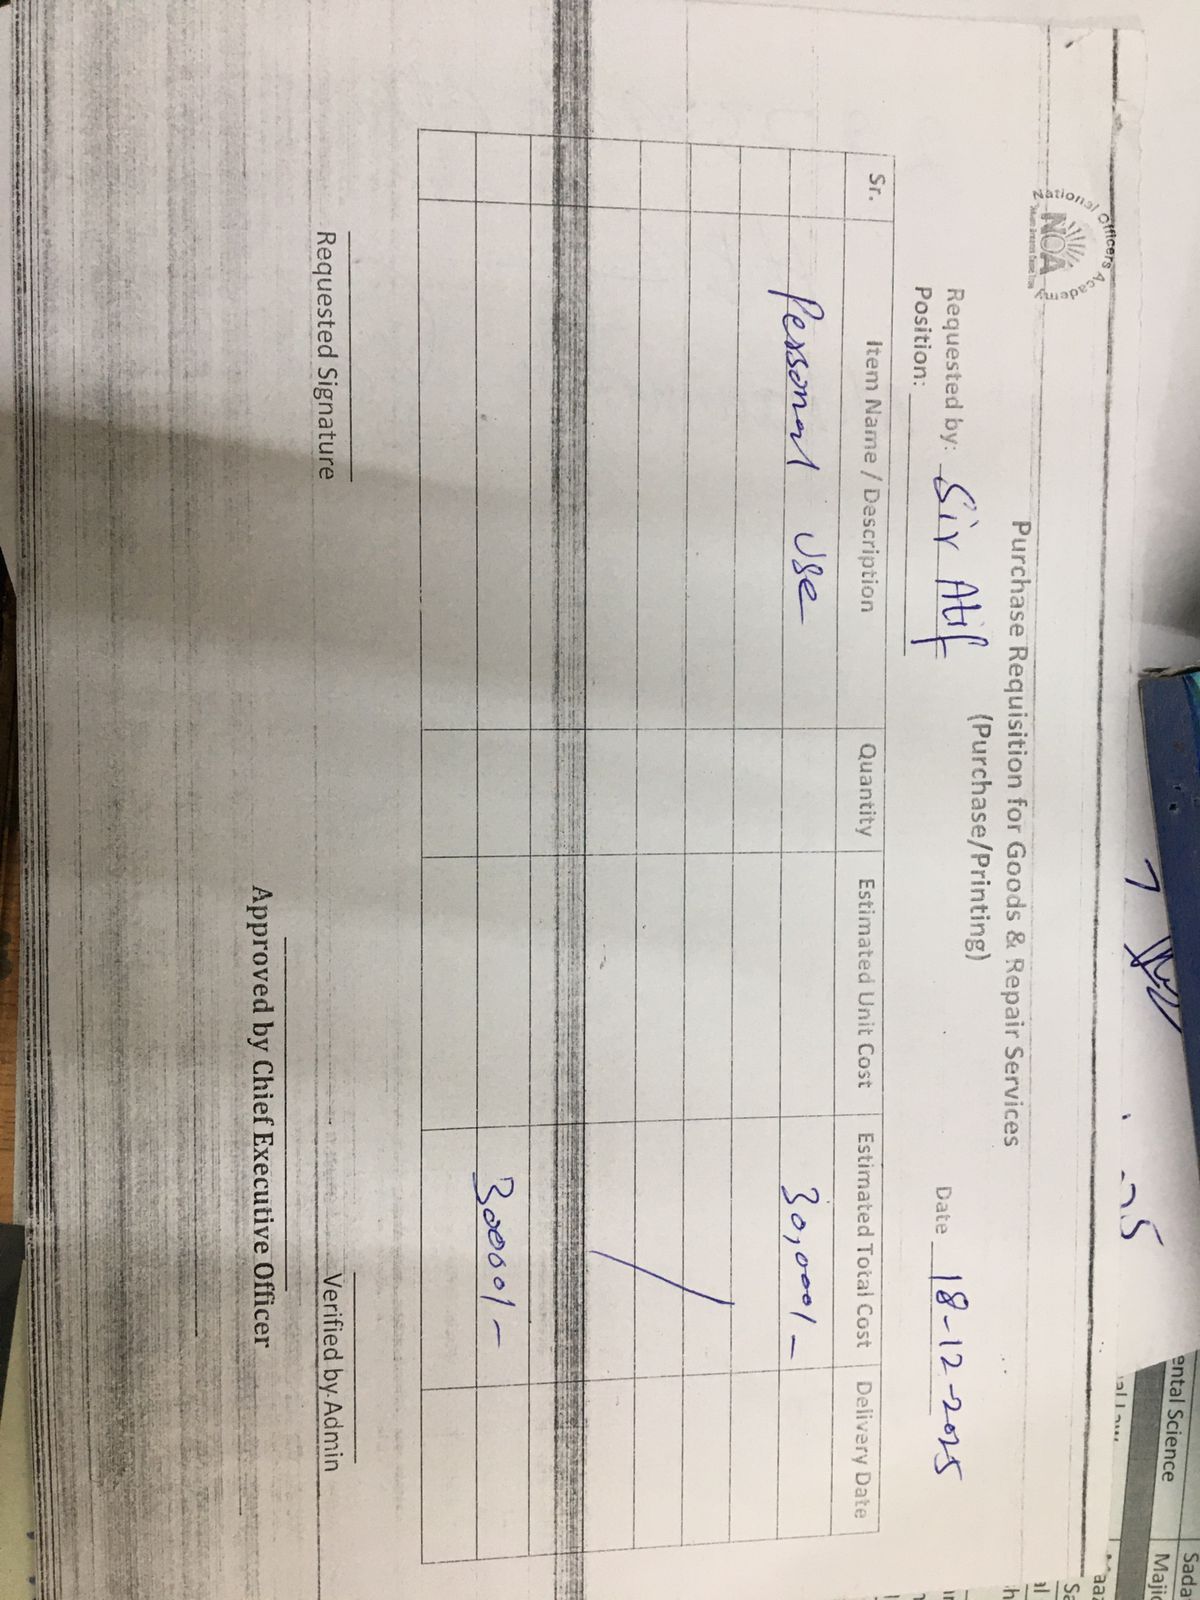 National Officers Academy
NOA
Purchase Requisition for Goods & Repair Services
(Purchase/Printing)
Requested by: Sir Atif
Date 18-12-2025
Position:
Sr. Item Name / Description Quantity Estimated Unit Cost Estimated Total Cost Delivery Date
Personal use 30,000/-
30000/-
Requested Signature
Verified by Admin
Approved by Chief Executive Officer
ental Science
Sada
Majid